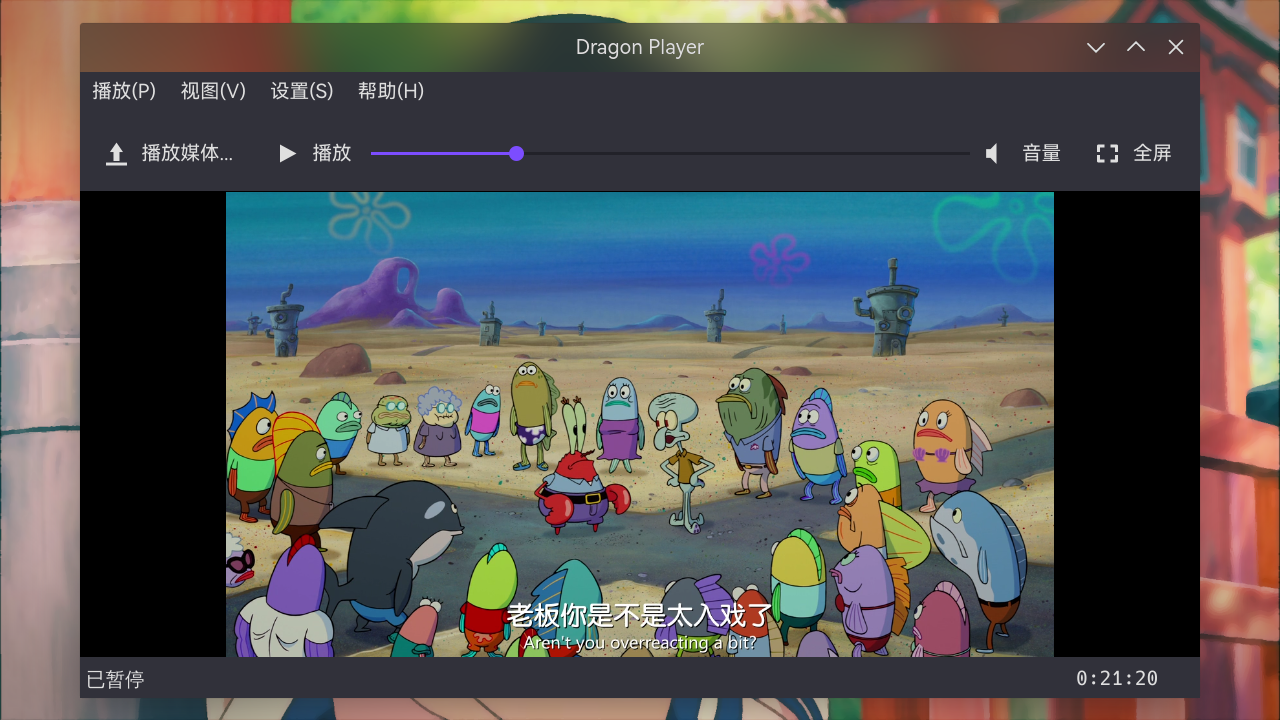 Dragon Player
播放(P) 视图(V) 设置(S) 帮助(H)
播放媒体... 播放 音量 全屏
老板你是不是太入戏了
Aren't you overreacting a bit?
已暂停 0:21:20